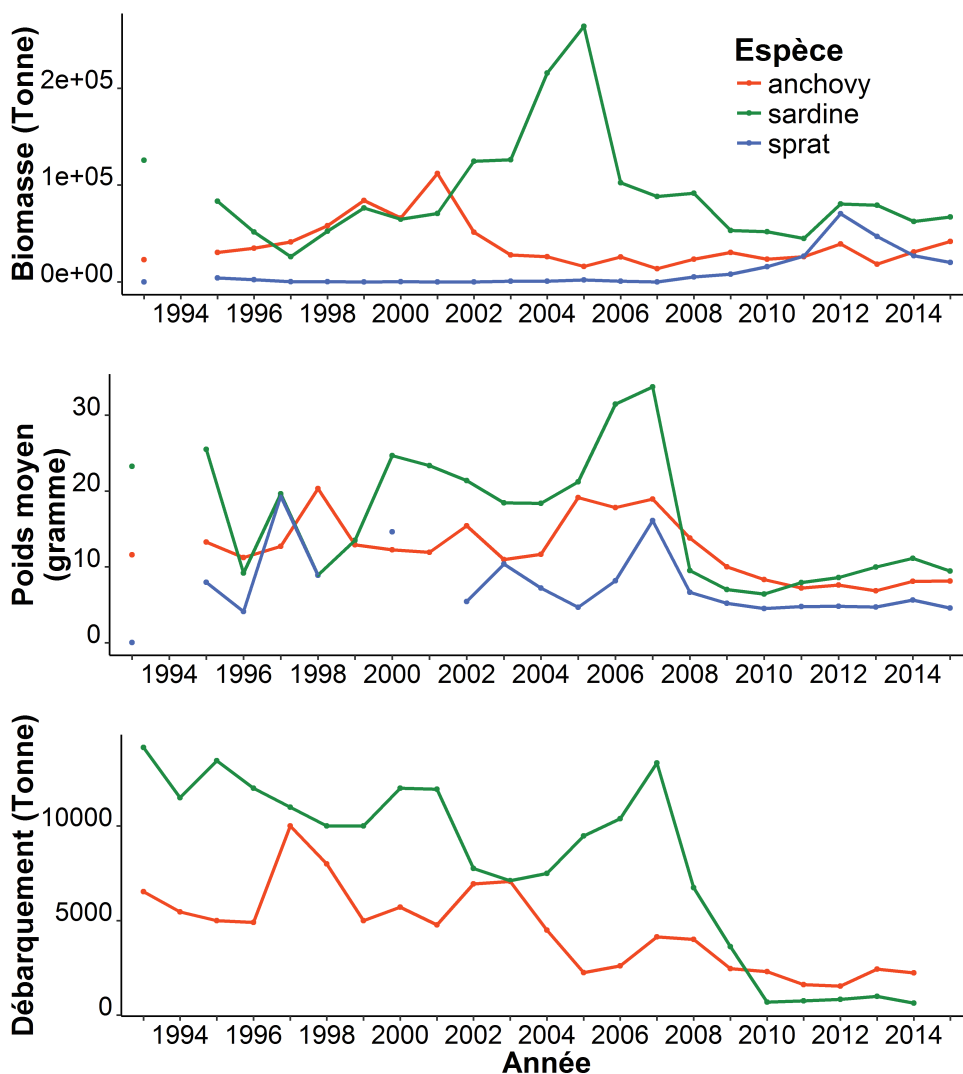 Biomasse (Tonne)
2e+05
1e+05
0e+00
Espèce
anchovy
sardine
sprat
1994 1996 1998 2000 2002 2004 2006 2008 2010 2012 2014
Poids moyen
(gramme)
30
20
10
0
1994 1996 1998 2000 2002 2004 2006 2008 2010 2012 2014
Débarquement (Tonne)
10000
5000
0
1994 1996 1998 2000 2002 2004 2006 2008 2010 2012 2014
Année